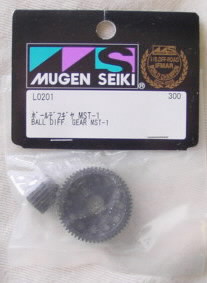 MUGEN SEIKI®
L0201 300
ボールデフギヤ MST-1
BALL DIFF. GEAR MST-1